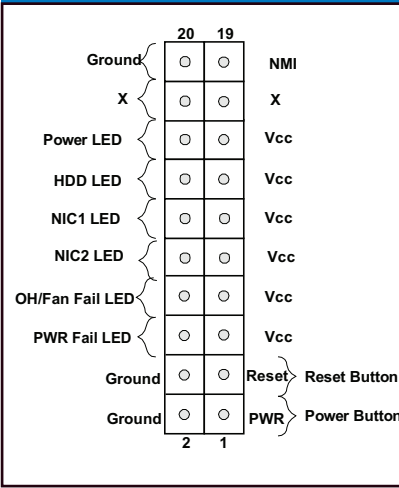 20 19
Ground NMI
X X
Power LED Vcc
HDD LED Vcc
NIC1 LED Vcc
NIC2 LED Vcc
OH/Fan Fail LED Vcc
PWR Fail LED Vcc
Ground Reset Reset Button
Ground PWR Power Button
2 1